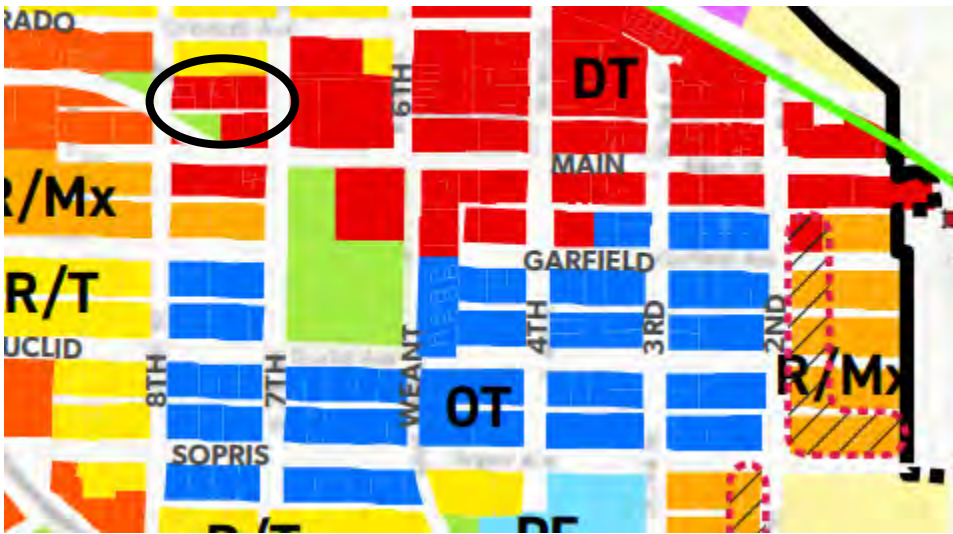 RADO
6TH
DT
MAIN
R/Mx
GARFIELD
R/T
UCLID
8TH
7TH
WEANT
4TH
3RD
2ND
R/Mx
OT
SOPRIS
R/T
PF